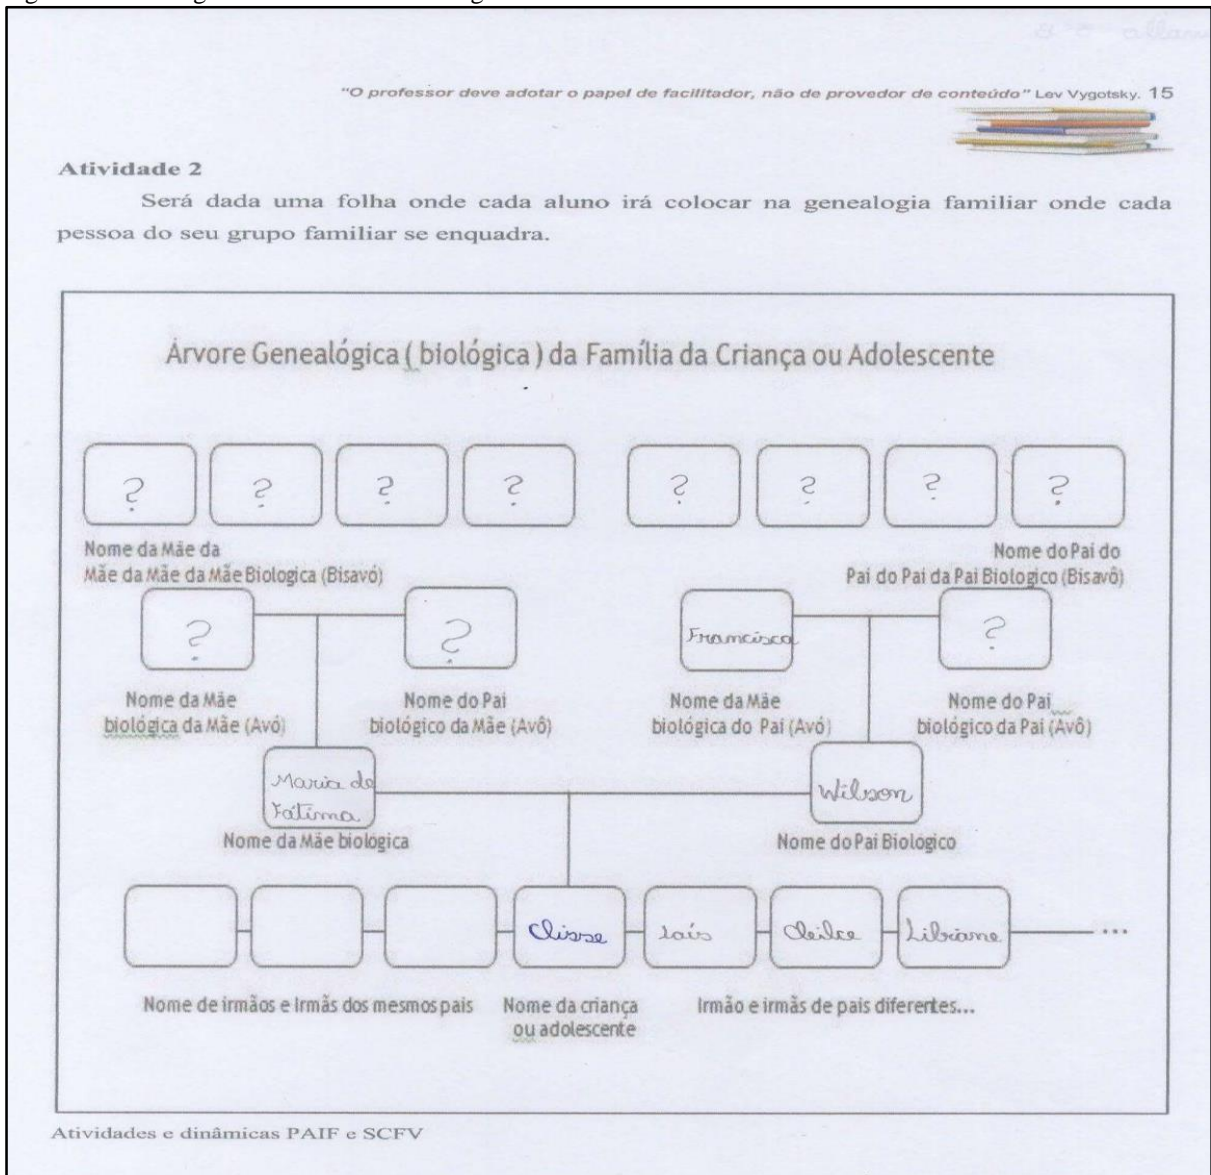 "O professor deve adotar o papel de facilitador, não de provedor de conteúdo" Lev Vygotsky. 15
Atividade 2
Será dada uma folha onde cada aluno irá colocar na genealogia familiar onde cada
pessoa do seu grupo familiar se enquadra.
Árvore Genealógica ( biológica ) da Família da Criança ou Adolescente
? ? ? ? ? ? ? ?
Nome da Mãe da
Mãe da Mãe da Mãe Biologica (Bisavó)
Nome do Pai do
Pai do Pai da Pai Biologico (Bisavô)
? ? Francisca ?
Nome da Mãe
biológica da Mãe (Avó)
Nome do Pai
biológico da Mãe (Avô)
Nome da Mãe
biológica do Pai (Avó)
Nome do Pai
biológico da Pai (Avô)
Maria de
Fátima
Nome da Mãe biológica
Wilson
Nome do Pai Biológico
Clisse Laís Cleilce Libiane ...
Nome de irmãos e Irmãs dos mesmos pais
Nome da criança
ou adolescente
Irmão e irmãs de pais diferentes...
Atividades e dinâmicas PAIF e SCFV